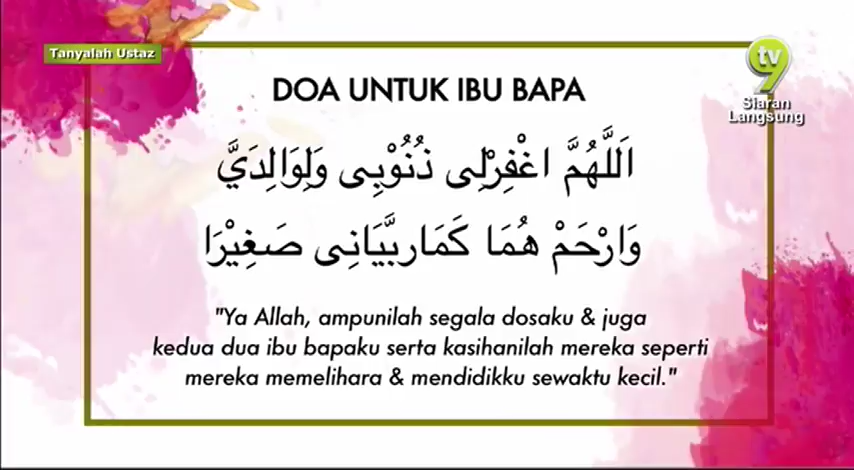 Tanyalah Ustaz
tv9
Siaran
Langsung
DOA UNTUK IBU BAPA
اَللَّهُمَّ اغْفِرْلِى ذُنُوْبِى وَلِوَالِدَيَّ
وَارْحَمْ هُمَا كَمَارَبَّيَانِى صَغِيْرَا
"Ya Allah, ampunilah segala dosaku & juga
kedua dua ibu bapaku serta kasihanilah mereka seperti
mereka memelihara & mendidikku sewaktu kecil."